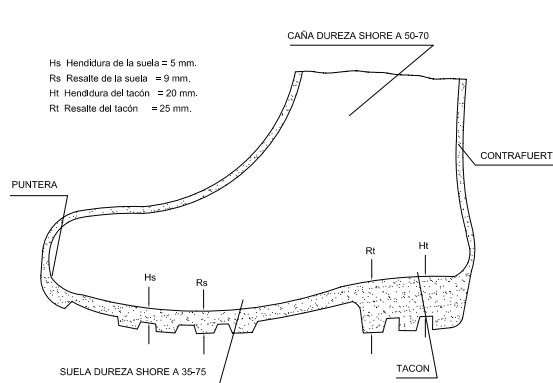 CAÑA DUREZA SHORE A 50-70
Hs Hendidura de la suela = 5 mm.
Rs Resalte de la suela = 9 mm.
Ht Hendidura del tacón = 20 mm.
Rt Resalte del tacón = 25 mm.
CONTRAFUERT
PUNTERA
Rt
Ht
Hs
Rs
SUELA DUREZA SHORE A 35-75
TACON